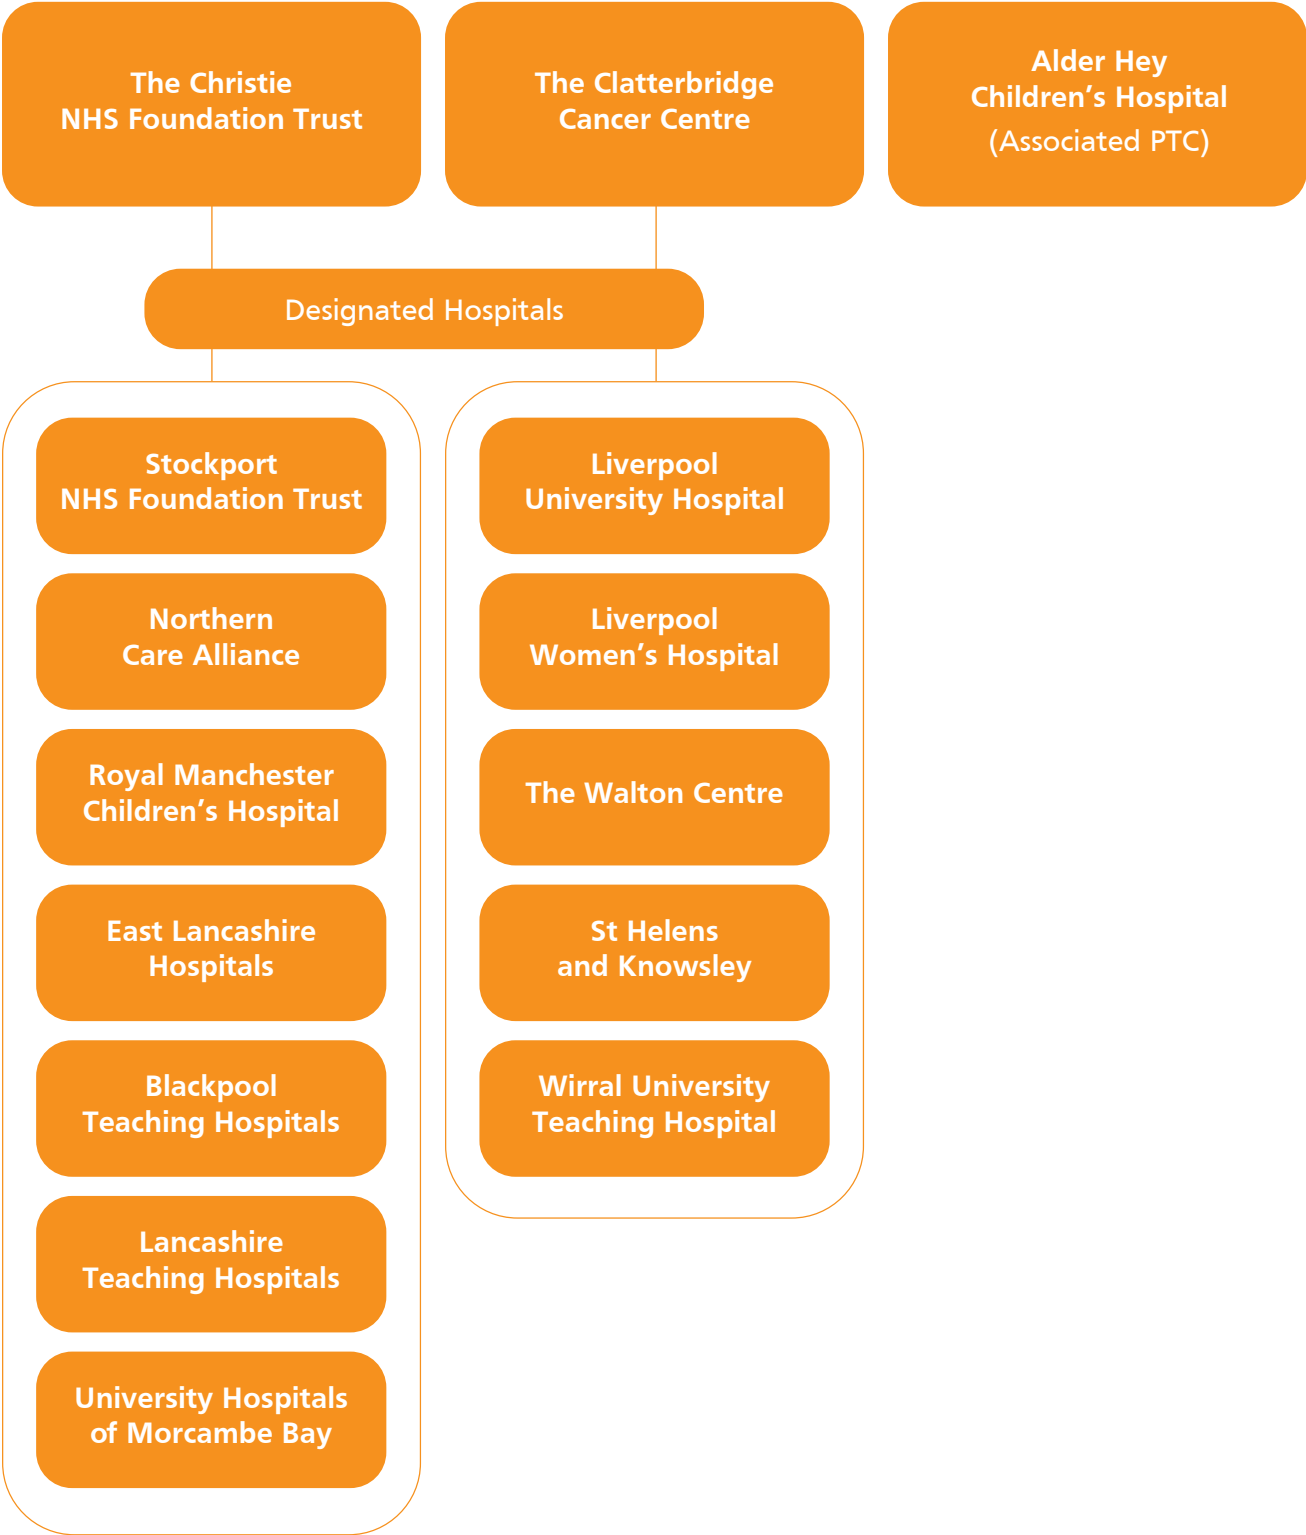 The Christie
NHS Foundation Trust
The Clatterbridge
Cancer Centre
Alder Hey
Children’s Hospital
(Associated PTC)
Designated Hospitals
Stockport
NHS Foundation Trust
Northern
Care Alliance
Royal Manchester
Children’s Hospital
East Lancashire
Hospitals
Blackpool
Teaching Hospitals
Lancashire
Teaching Hospitals
University Hospitals
of Morcambe Bay
Liverpool
University Hospital
Liverpool
Women’s Hospital
The Walton Centre
St Helens
and Knowsley
Wirral University
Teaching Hospital